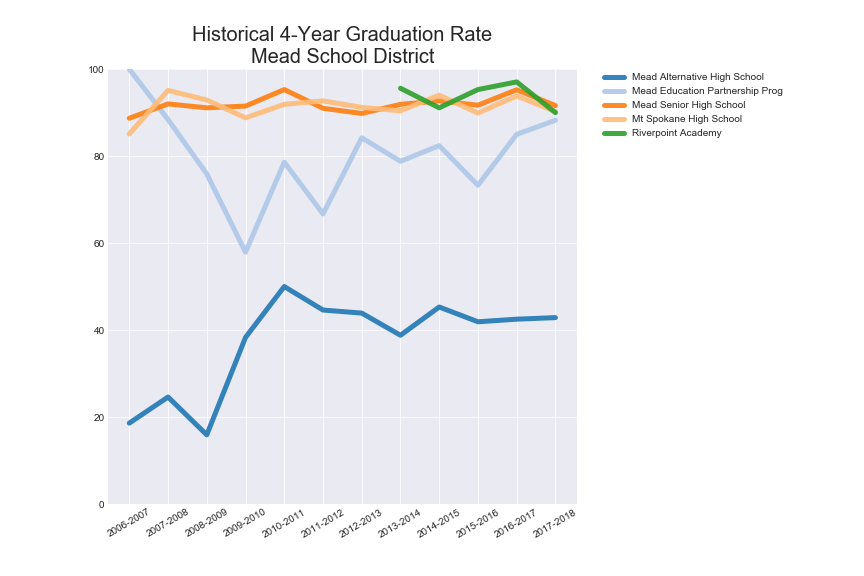 Historical 4-Year Graduation Rate
Mead School District
Mead Alternative High School
Mead Education Partnership Prog
Mead Senior High School
Mt Spokane High School
Riverpoint Academy
100
80
60
40
20
0
2006-2007
2007-2008
2008-2009
2009-2010
2010-2011
2011-2012
2012-2013
2013-2014
2014-2015
2015-2016
2016-2017
2017-2018